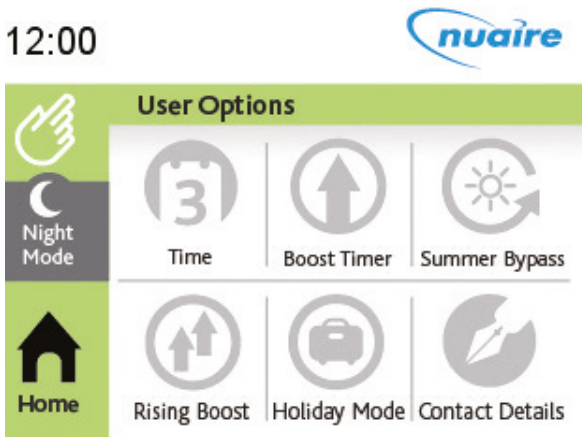 12:00
nuaire
User Options
3
Night
Mode
Time
Boost Timer
Summer Bypass
Home
Rising Boost
Holiday Mode
Contact Details